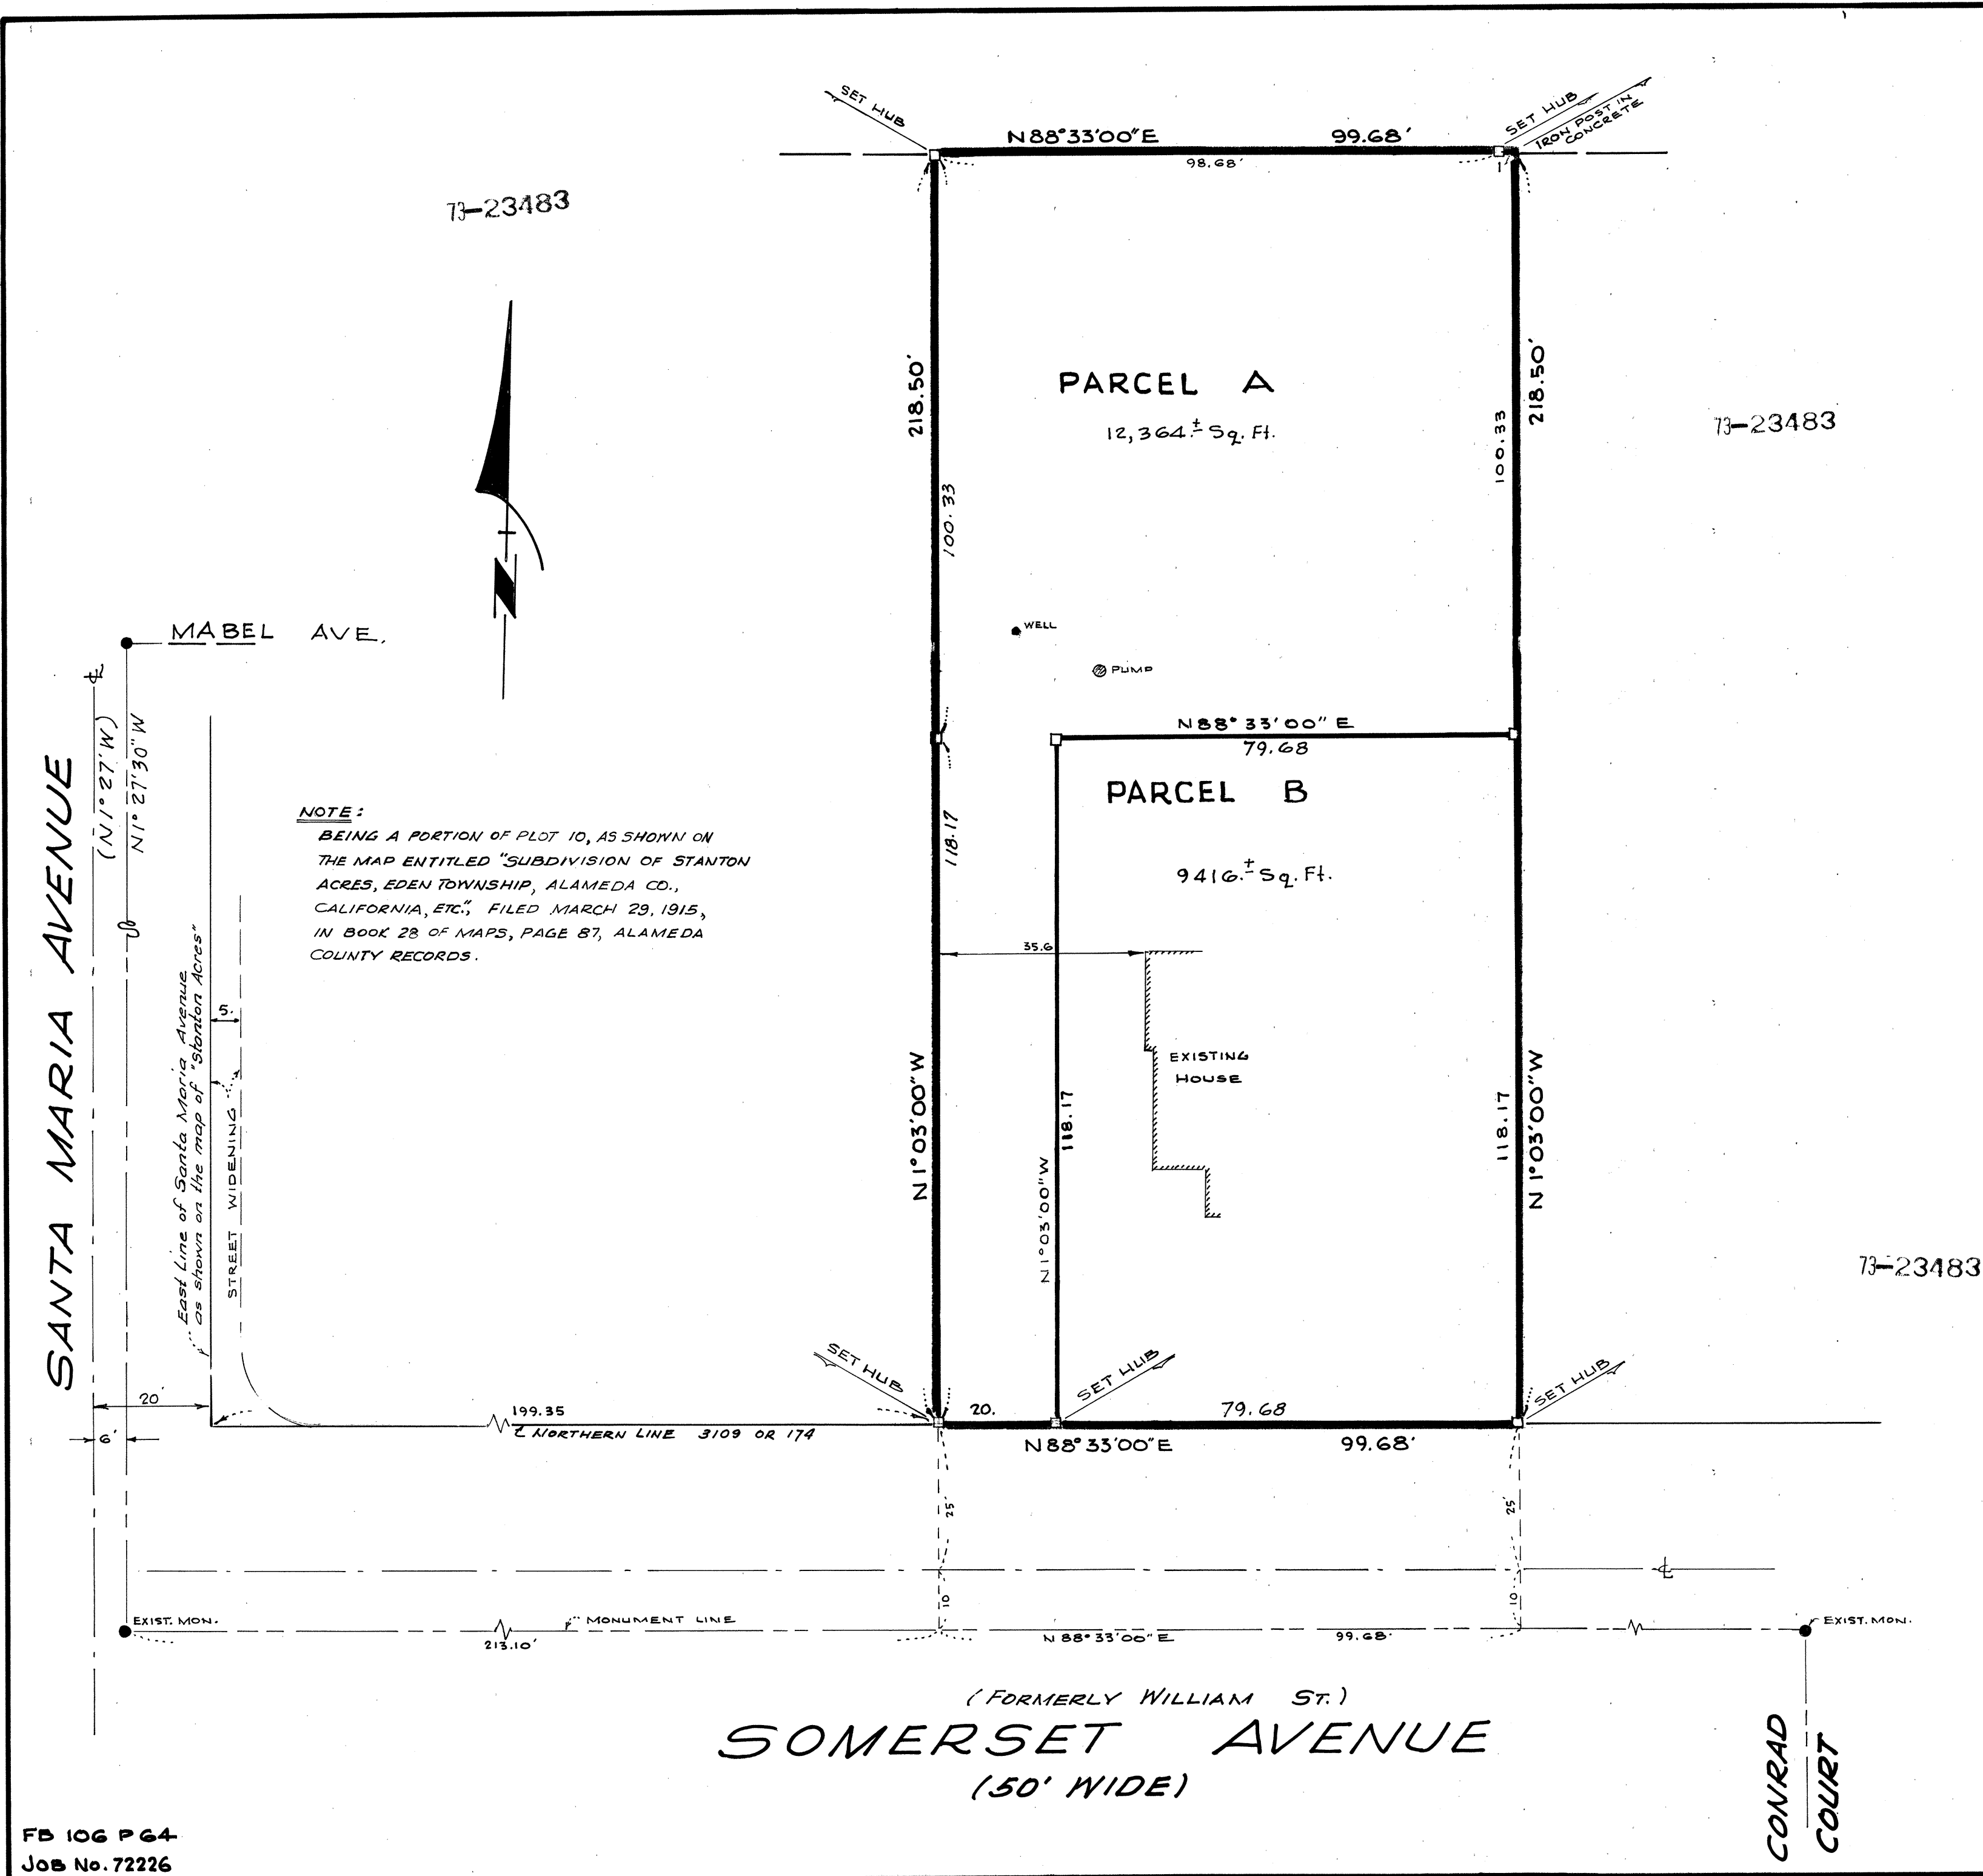 SET HUB
N88°33'00"E 99.68'
SET HUB
IRON POST IN
CONCRETE
98.68'
1
73-23483
218.50'
218.50'
PARCEL A
12,364.± Sq. Ft.
100.33
100.33
73-23483
WELL
PUMP
MABEL AVE.
N88°33'00"E
79.68
PARCEL B
9416.± Sq. Ft.
SANTA MARIA AVENUE
(N1°27'W)
N1°27'30"W
NOTE:
BEING A PORTION OF PLOT 10, AS SHOWN ON
THE MAP ENTITLED "SUBDIVISION OF STANTON
ACRES, EDEN TOWNSHIP, ALAMEDA CO.,
CALIFORNIA, ETC.", FILED MARCH 29, 1915,
IN BOOK 28 OF MAPS, PAGE 87, ALAMEDA
COUNTY RECORDS.
118.17
35.6
5.
East Line of Santa Maria Avenue
as shown on the map of "Stanton Acres"
STREET WIDENING
EXISTING
HOUSE
N1°03'00"W
N1°03'00"W
118.17
118.17
N1°03'00"W
73-23483
SET HUB
SET HUB
SET HUB
20'
6'
199.35
NORTHERN LINE 3109 OR 174
20.
79.68
N88°33'00"E 99.68'
25'
25'
℄
℄
10
10
EXIST. MON.
MONUMENT LINE
213.10'
N88°33'00"E 99.68'
EXIST. MON.
(FORMERLY WILLIAM ST.)
SOMERSET AVENUE
(50' WIDE)
CONRAD
COURT
FB 106 P 64
JOB No. 72226